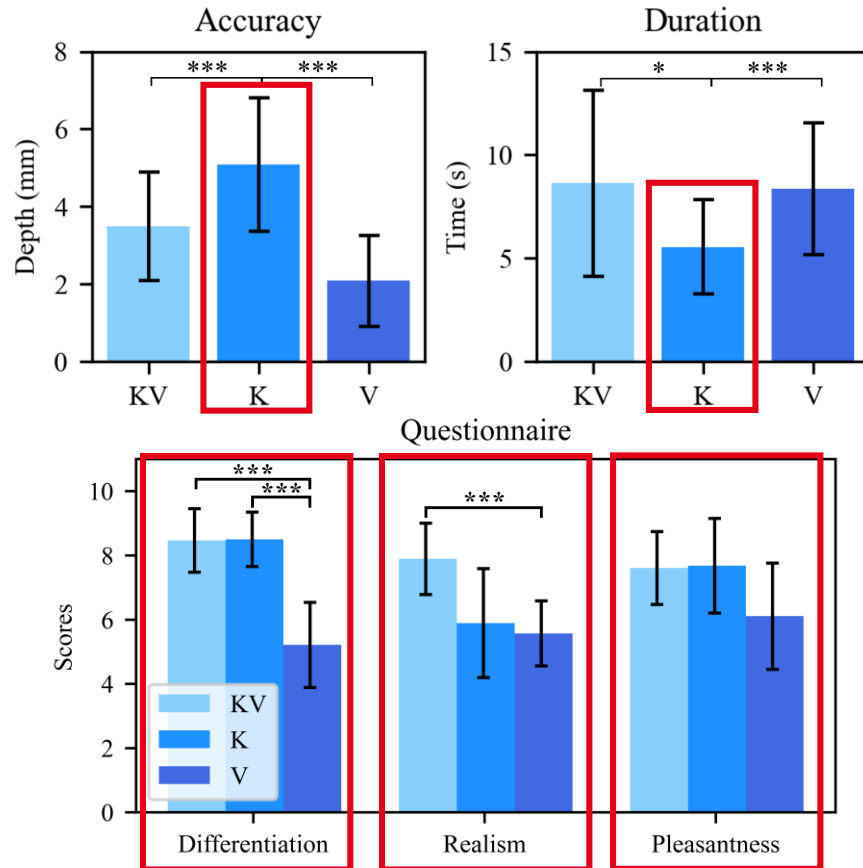 Accuracy
Duration
8
6
4
2
0
Depth (mm)
*** ***
KV K V
15
10
5
0
Time (s)
* ***
KV K V
Questionnaire
10
8
6
4
2
0
Scores
***
***
***
KV
K
V
Differentiation Realism Pleasantness